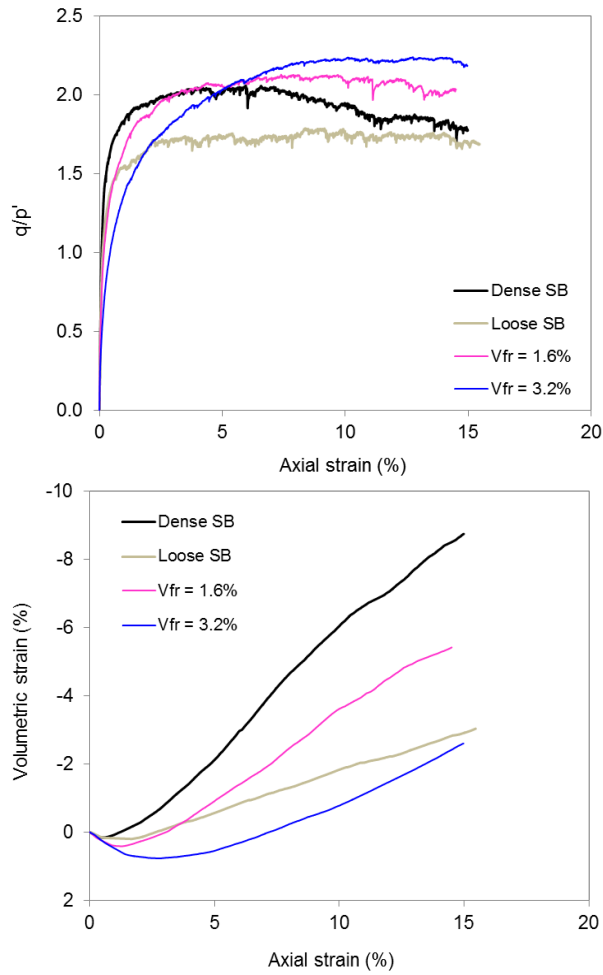 2.5
2.0
1.5
1.0
0.5
0.0
q/p'
Dense SB
Loose SB
Vfr = 1.6%
Vfr = 3.2%
0 5 10 15 20
Axial strain (%)
-10
-8
-6
-4
-2
0
2
Volumetric strain (%)
Dense SB
Loose SB
Vfr = 1.6%
Vfr = 3.2%
0 5 10 15 20
Axial strain (%)